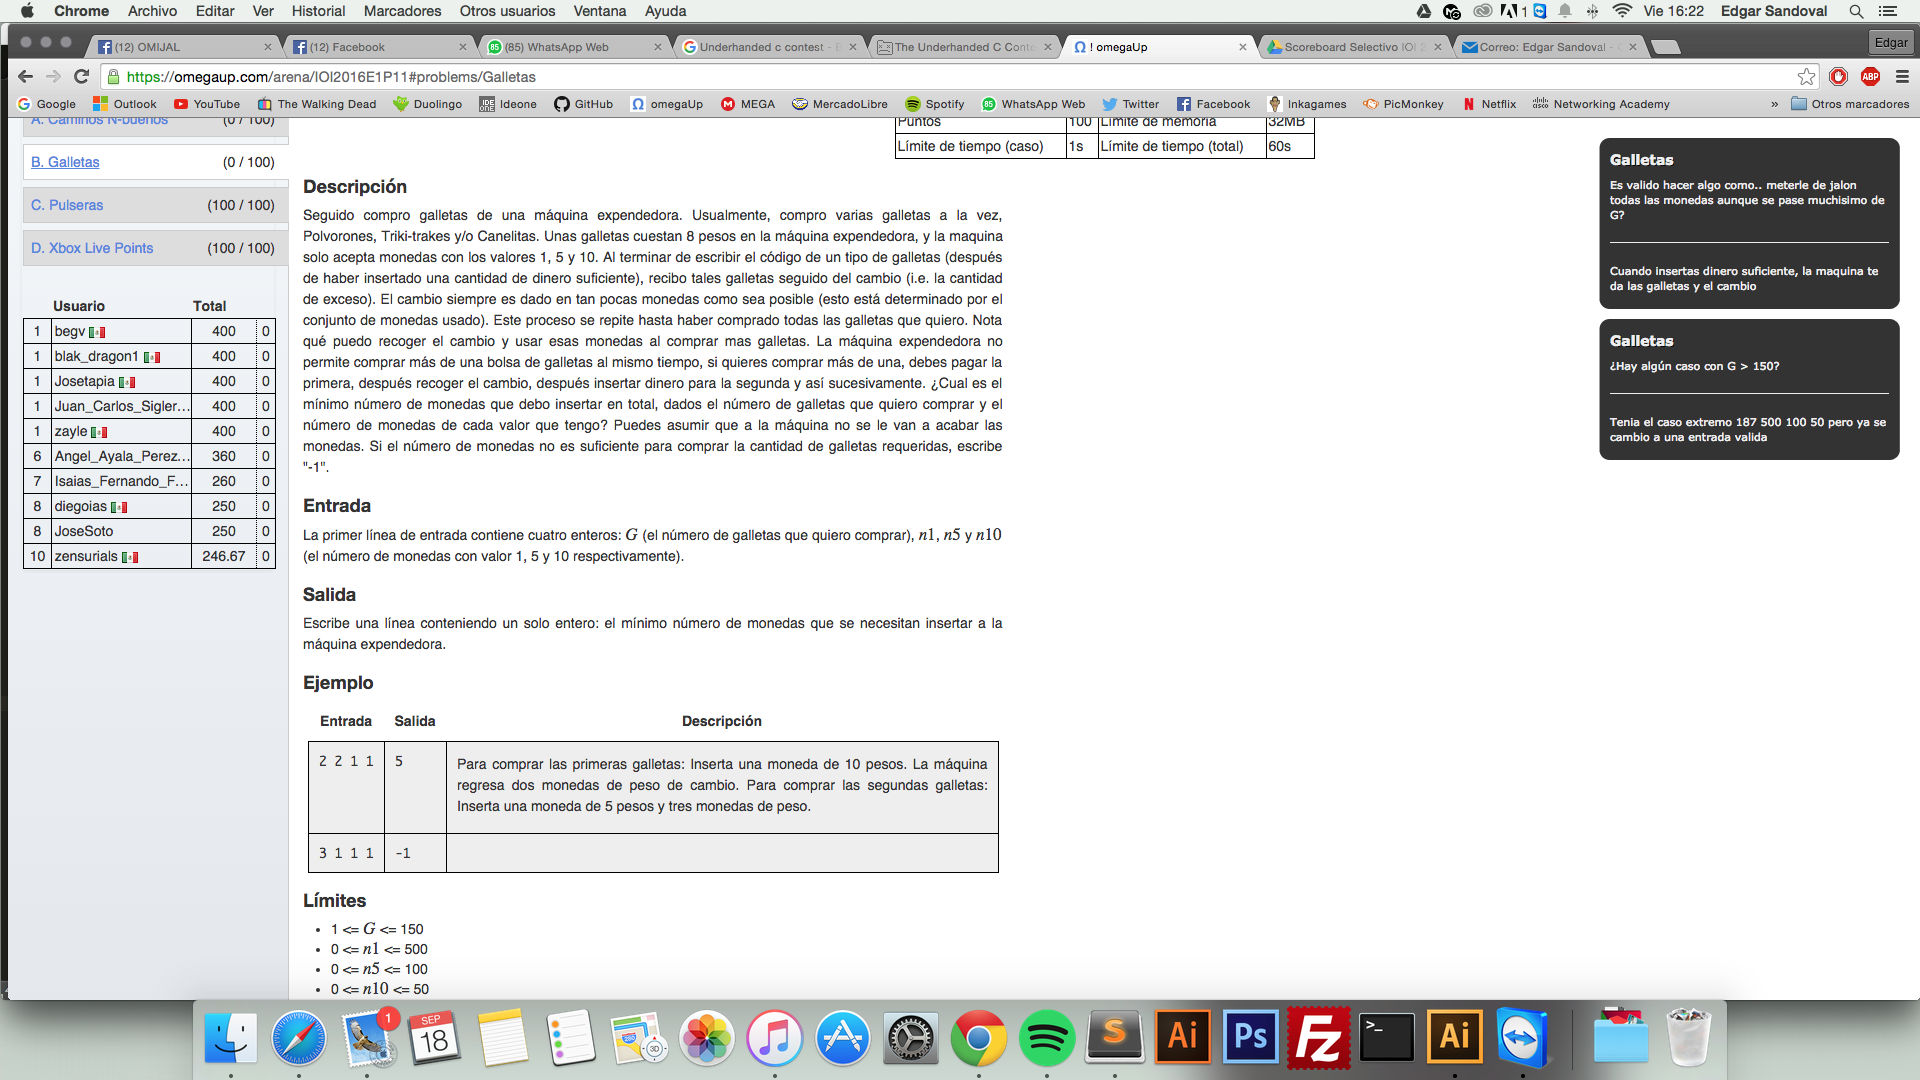 Chrome Archivo Editar Ver Historial Marcadores Otros usuarios Ventana Ayuda 1 Vie 16:22 Edgar Sandoval
(12) OMIJAL (12) Facebook (85) WhatsApp Web Underhanded c contest - The Underhanded C Conte ! omegaUp Scoreboard Selectivo IOI 2 Correo: Edgar Sandoval - Edgar
https://omegaup.com/arena/IOI2016E1P11#problems/Galletas ABP
Google Outlook YouTube The Walking Dead Duolingo Ideone GitHub omegaUp MEGA MercadoLibre Spotify WhatsApp Web Twitter Facebook Inkagames PicMonkey Netflix Networking Academy » Otros marcadores
A. Caminos N-buenos (0 / 100)
B. Galletas (0 / 100)
C. Pulseras (100 / 100)
D. Xbox Live Points (100 / 100)
Usuario Total
1 begv 400 0
1 blak_dragon1 400 0
1 Josetapia 400 0
1 Juan_Carlos_Sigler... 400 0
1 zayle 400 0
6 Angel_Ayala_Perez... 360 0
7 Isaias_Fernando_F... 260 0
8 diegoias 250 0
8 JoseSoto 250 0
10 zensurials 246.67 0
Puntos 100 Límite de memoria 32MB
Límite de tiempo (caso) 1s Límite de tiempo (total) 60s
Descripción
Seguido compro galletas de una máquina expendedora. Usualmente, compro varias galletas a la vez,
Polvorones, Triki-trakes y/o Canelitas. Unas galletas cuestan 8 pesos en la máquina expendedora, y la maquina
solo acepta monedas con los valores 1, 5 y 10. Al terminar de escribir el código de un tipo de galletas (después
de haber insertado una cantidad de dinero suficiente), recibo tales galletas seguido del cambio (i.e. la cantidad
de exceso). El cambio siempre es dado en tan pocas monedas como sea posible (esto está determinado por el
conjunto de monedas usado). Este proceso se repite hasta haber comprado todas las galletas que quiero. Nota
qué puedo recoger el cambio y usar esas monedas al comprar mas galletas. La máquina expendedora no
permite comprar más de una bolsa de galletas al mismo tiempo, si quieres comprar más de una, debes pagar la
primera, después recoger el cambio, después insertar dinero para la segunda y así sucesivamente. ¿Cual es el
mínimo número de monedas que debo insertar en total, dados el número de galletas que quiero comprar y el
número de monedas de cada valor que tengo? Puedes asumir que a la máquina no se le van a acabar las
monedas. Si el número de monedas no es suficiente para comprar la cantidad de galletas requeridas, escribe
"-1".
Entrada
La primer línea de entrada contiene cuatro enteros: G (el número de galletas que quiero comprar), n1, n5 y n10
(el número de monedas con valor 1, 5 y 10 respectivamente).
Salida
Escribe una línea conteniendo un solo entero: el mínimo número de monedas que se necesitan insertar a la
máquina expendedora.
Ejemplo
Entrada Salida Descripción
2 2 1 1 5 Para comprar las primeras galletas: Inserta una moneda de 10 pesos. La máquina
regresa dos monedas de peso de cambio. Para comprar las segundas galletas:
Inserta una moneda de 5 pesos y tres monedas de peso.
3 1 1 1 -1
Límites
• 1 <= G <= 150
• 0 <= n1 <= 500
• 0 <= n5 <= 100
• 0 <= n10 <= 50
Galletas
Es valido hacer algo como.. meterle de jalon
todas las monedas aunque se pase muchisimo de
G?
Cuando insertas dinero suficiente, la maquina te
da las galletas y el cambio
Galletas
¿Hay algún caso con G > 150?
Tenia el caso extremo 187 500 100 50 pero ya se
cambio a una entrada valida
1 SEP 18 3D S Ai Ps Fz >_ Ai